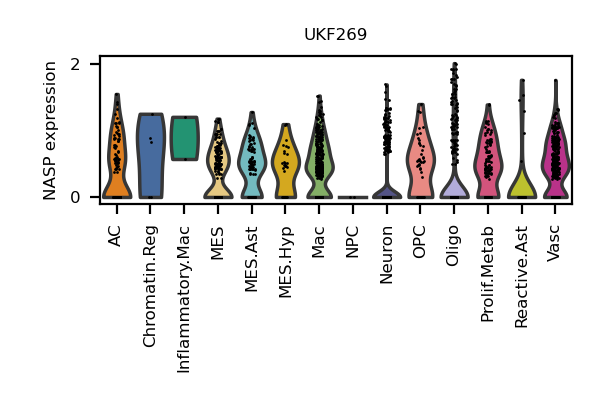 UKF269
NASP expression
2
0
AC
Chromatin.Reg
Inflammatory.Mac
MES
MES.Ast
MES.Hyp
Mac
NPC
Neuron
OPC
Oligo
Prolif.Metab
Reactive.Ast
Vasc